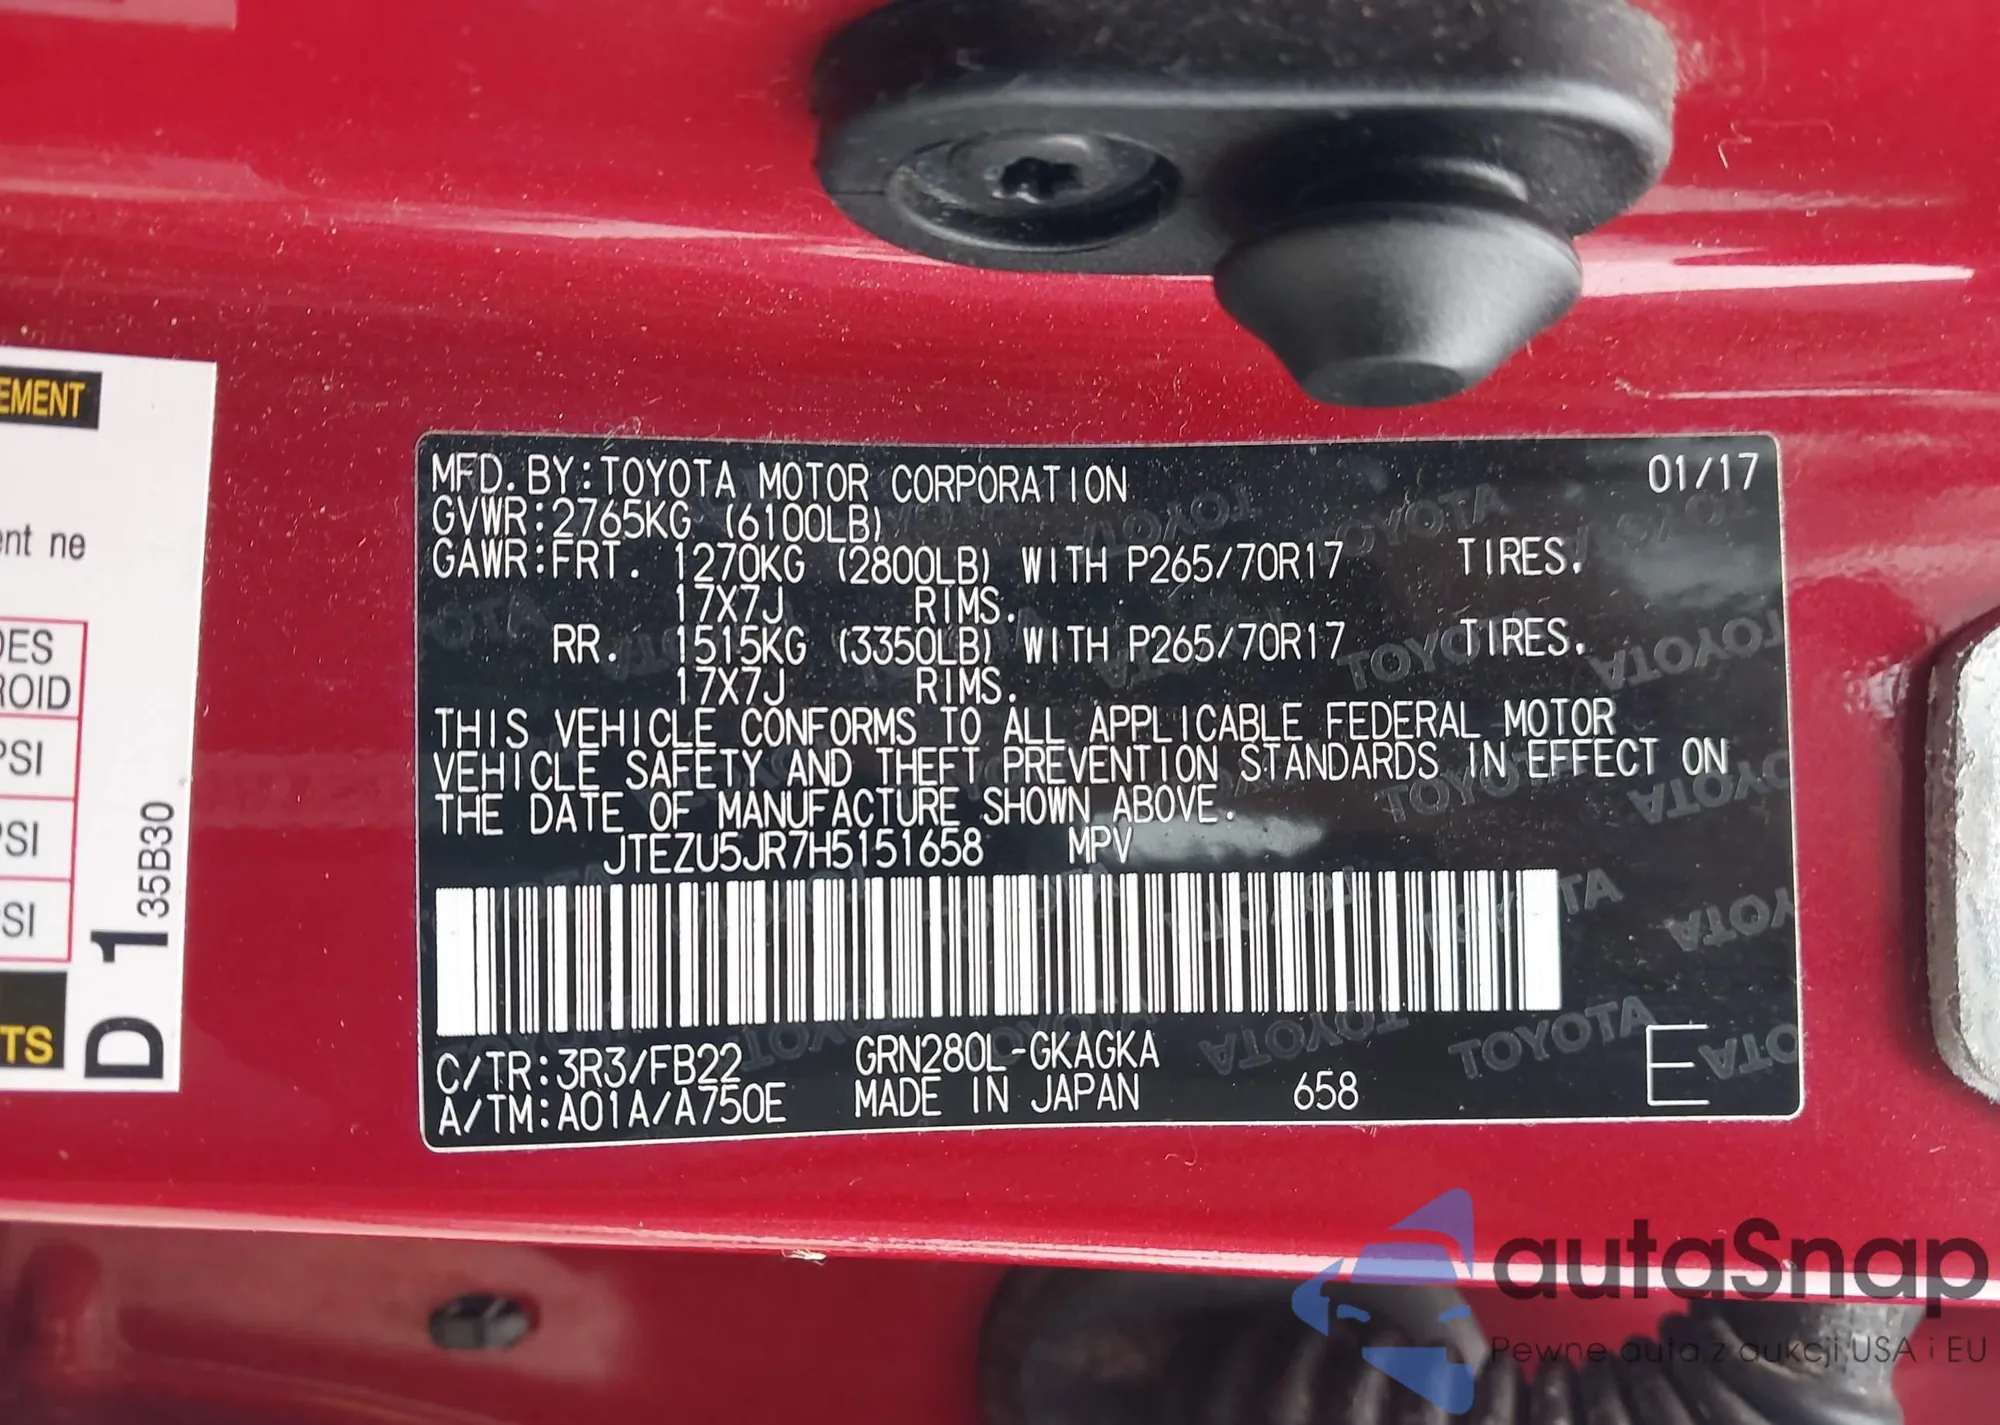 EMENT
ent ne
DES
ROID
PSI
PSI
PSI
TS
D 1 35B30
MFD. BY: TOYOTA MOTOR CORPORATION 01/17
GVWR: 2765KG (6100LB)
GAWR: FRT. 1270KG (2800LB) WITH P265/70R17 TIRES.
17X7J RIMS.
RR. 1515KG (3350LB) WITH P265/70R17 TIRES.
17X7J RIMS.
THIS VEHICLE CONFORMS TO ALL APPLICABLE FEDERAL MOTOR
VEHICLE SAFETY AND THEFT PREVENTION STANDARDS IN EFFECT ON
THE DATE OF MANUFACTURE SHOWN ABOVE.
JTEZU5JR7H5151658 MPV
C/TR: 3R3/FB22 GRN280L-GKAGKA
A/TM: A01A/A750E MADE IN JAPAN 658 E
autaSnap
Pewne auta z aukcji USA i EU